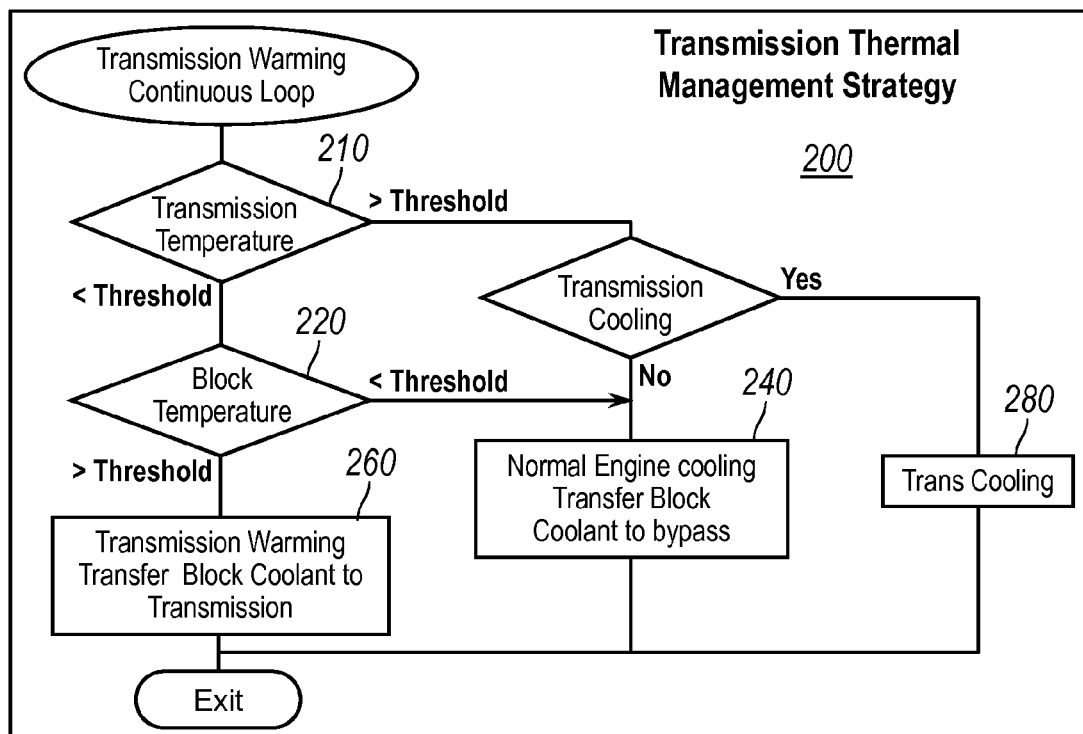 Transmission Warming
Continuous Loop
Transmission Thermal
Management Strategy
200
210
Transmission
Temperature
> Threshold
< Threshold
Transmission
Cooling
Yes
No
220
Block
Temperature
< Threshold
> Threshold
240
Normal Engine cooling
Transfer Block
Coolant to bypass
280
Trans Cooling
260
Transmission Warming
Transfer Block Coolant to
Transmission
Exit